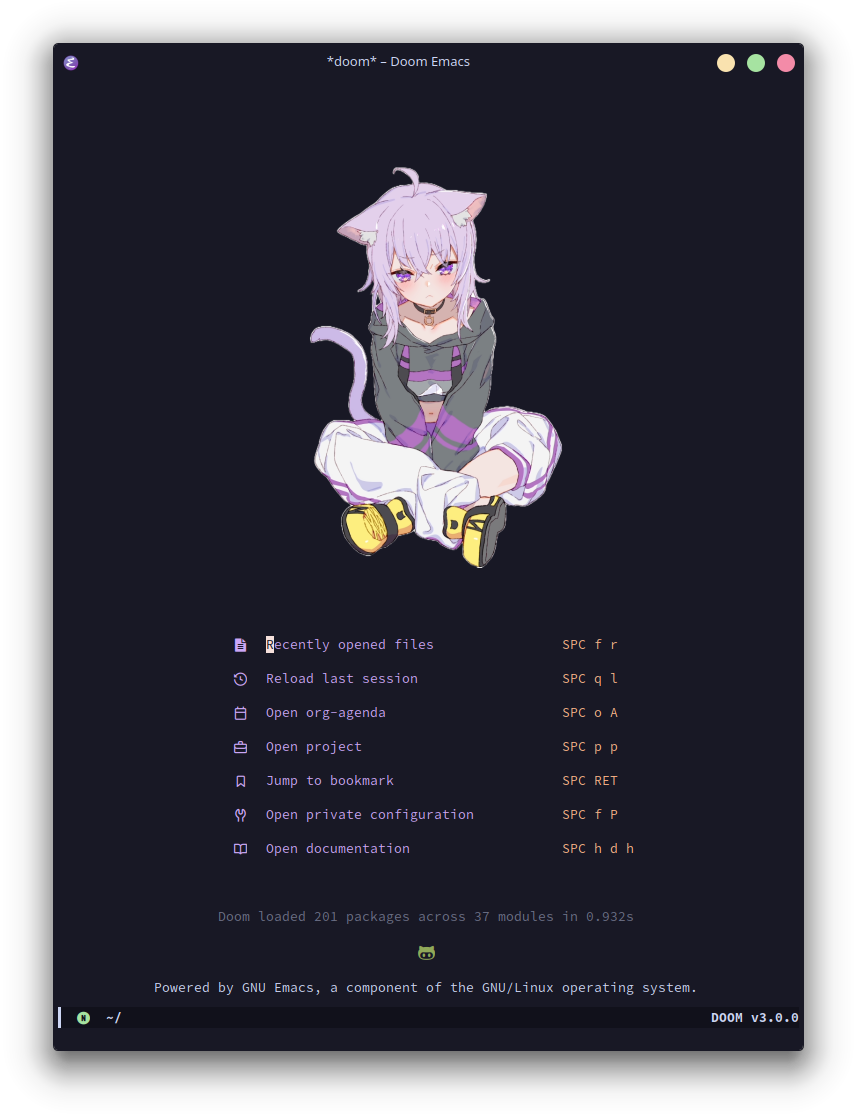 *doom* – Doom Emacs
Recently opened files SPC f r
Reload last session SPC q l
Open org-agenda SPC o A
Open project SPC p p
Jump to bookmark SPC RET
Open private configuration SPC f P
Open documentation SPC h d h
Doom loaded 201 packages across 37 modules in 0.932s
Powered by GNU Emacs, a component of the GNU/Linux operating system.
N ~/ DOOM v3.0.0